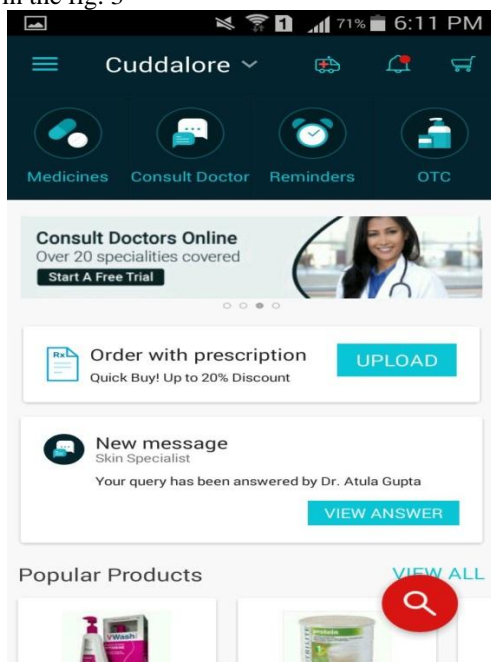 in the fig. 3
1 71% 6:11 PM
Cuddalore
Medicines Consult Doctor Reminders OTC
Consult Doctors Online
Over 20 specialities covered
Start A Free Trial
Rx
Order with prescription
Quick Buy! Up to 20% Discount
UPLOAD
New message
Skin Specialist
Your query has been answered by Dr. Atula Gupta
VIEW ANSWER
Popular Products VIEW ALL
VWash